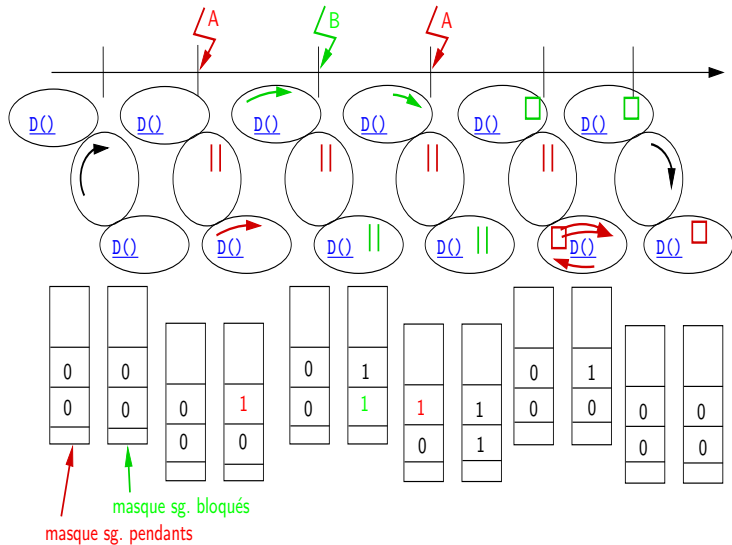 A B A
D() D() D() D() D() D()
D() D() D() D() D() D()
0 0 0 1 0 1
0 0 0 1 0 1 1 1 0 0 0 0
0 0 0 1 0 0
masque sg. bloqués
masque sg. pendants